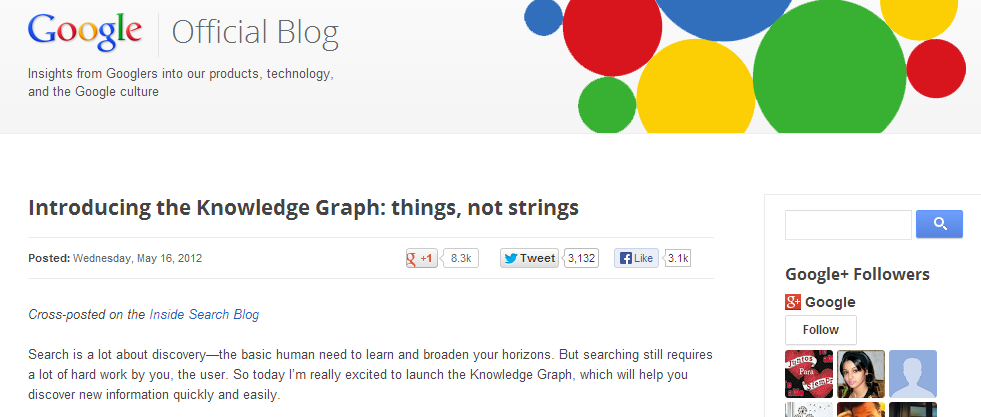 Google Official Blog
Insights from Googlers into our products, technology,
and the Google culture
Introducing the Knowledge Graph: things, not strings
Posted: Wednesday, May 16, 2012
g +1 8.3k Tweet 3,132 Like 3.1k
Cross-posted on the Inside Search Blog
Search is a lot about discovery—the basic human need to learn and broaden your horizons. But searching still requires
a lot of hard work by you, the user. So today I'm really excited to launch the Knowledge Graph, which will help you
discover new information quickly and easily.
Google+ Followers
g+ Google
Follow
Juntos
Para
Siempre